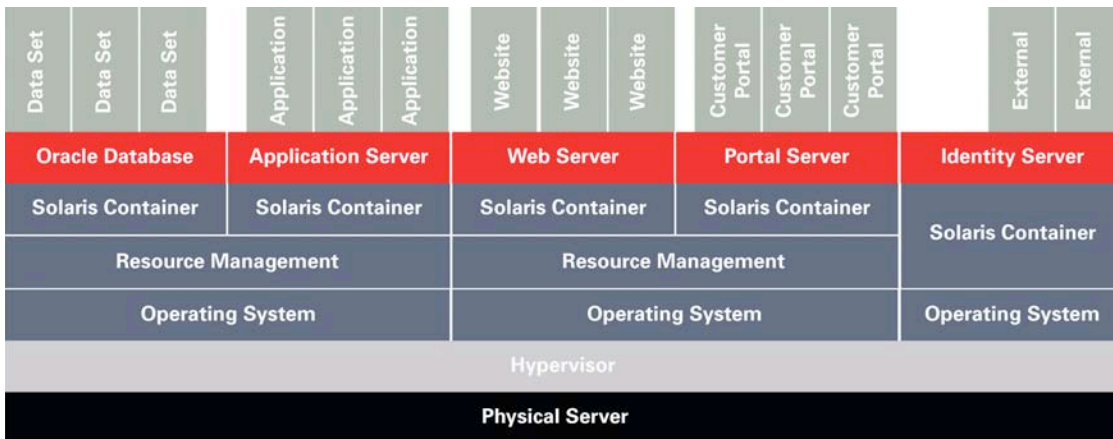 Data Set
Data Set
Data Set
Application
Application
Application
Website
Website
Website
Customer
Portal
Customer
Portal
Customer
Portal
External
External
Oracle Database
Application Server
Web Server
Portal Server
Identity Server
Solaris Container
Solaris Container
Solaris Container
Solaris Container
Solaris Container
Resource Management
Resource Management
Operating System
Operating System
Operating System
Hypervisor
Physical Server